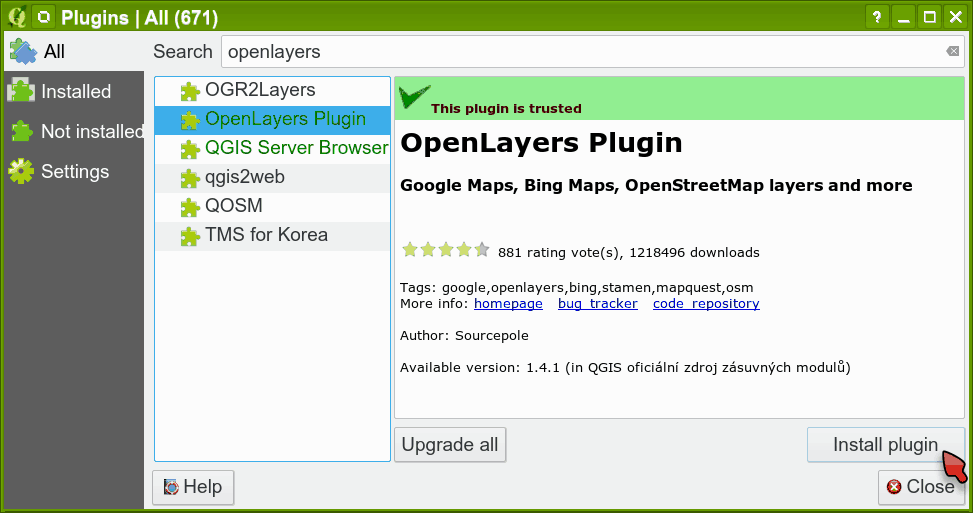 Plugins | All (671)
?
All
Installed
Not installed
Settings
Search openlayers
OGR2Layers
OpenLayers Plugin
QGIS Server Browser
qgis2web
QOSM
TMS for Korea
This plugin is trusted
OpenLayers Plugin
Google Maps, Bing Maps, OpenStreetMap layers and more
881 rating vote(s), 1218496 downloads
Tags: google,openlayers,bing,stamen,mapquest,osm
More info: homepage bug tracker code repository
Author: Sourcepole
Available version: 1.4.1 (in QGIS oficiální zdroj zásuvných modulů)
Upgrade all Install plugin
Help Close